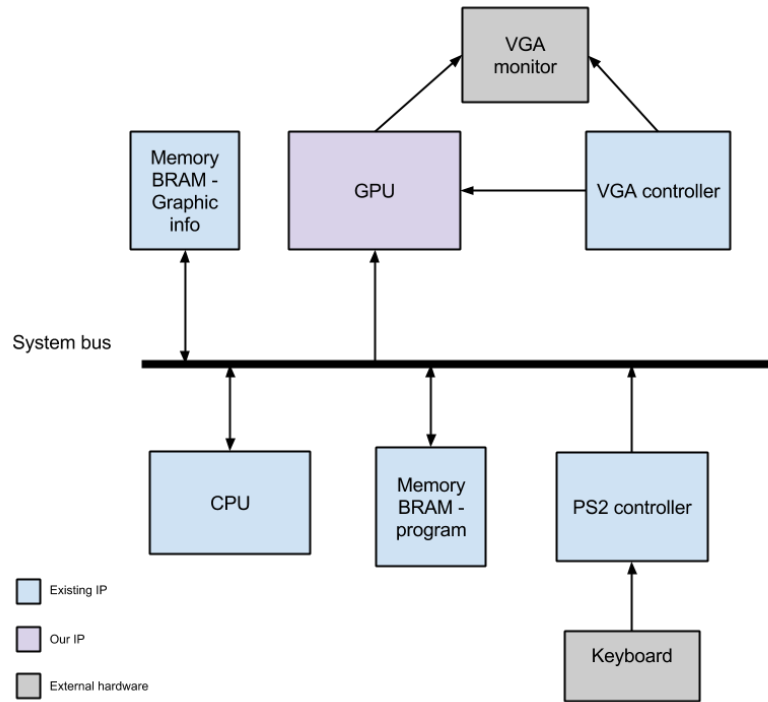 VGA
monitor
Memory
BRAM -
Graphic
info
GPU
VGA controller
System bus
CPU
Memory
BRAM -
program
PS2 controller
Keyboard
Existing IP
Our IP
External hardware